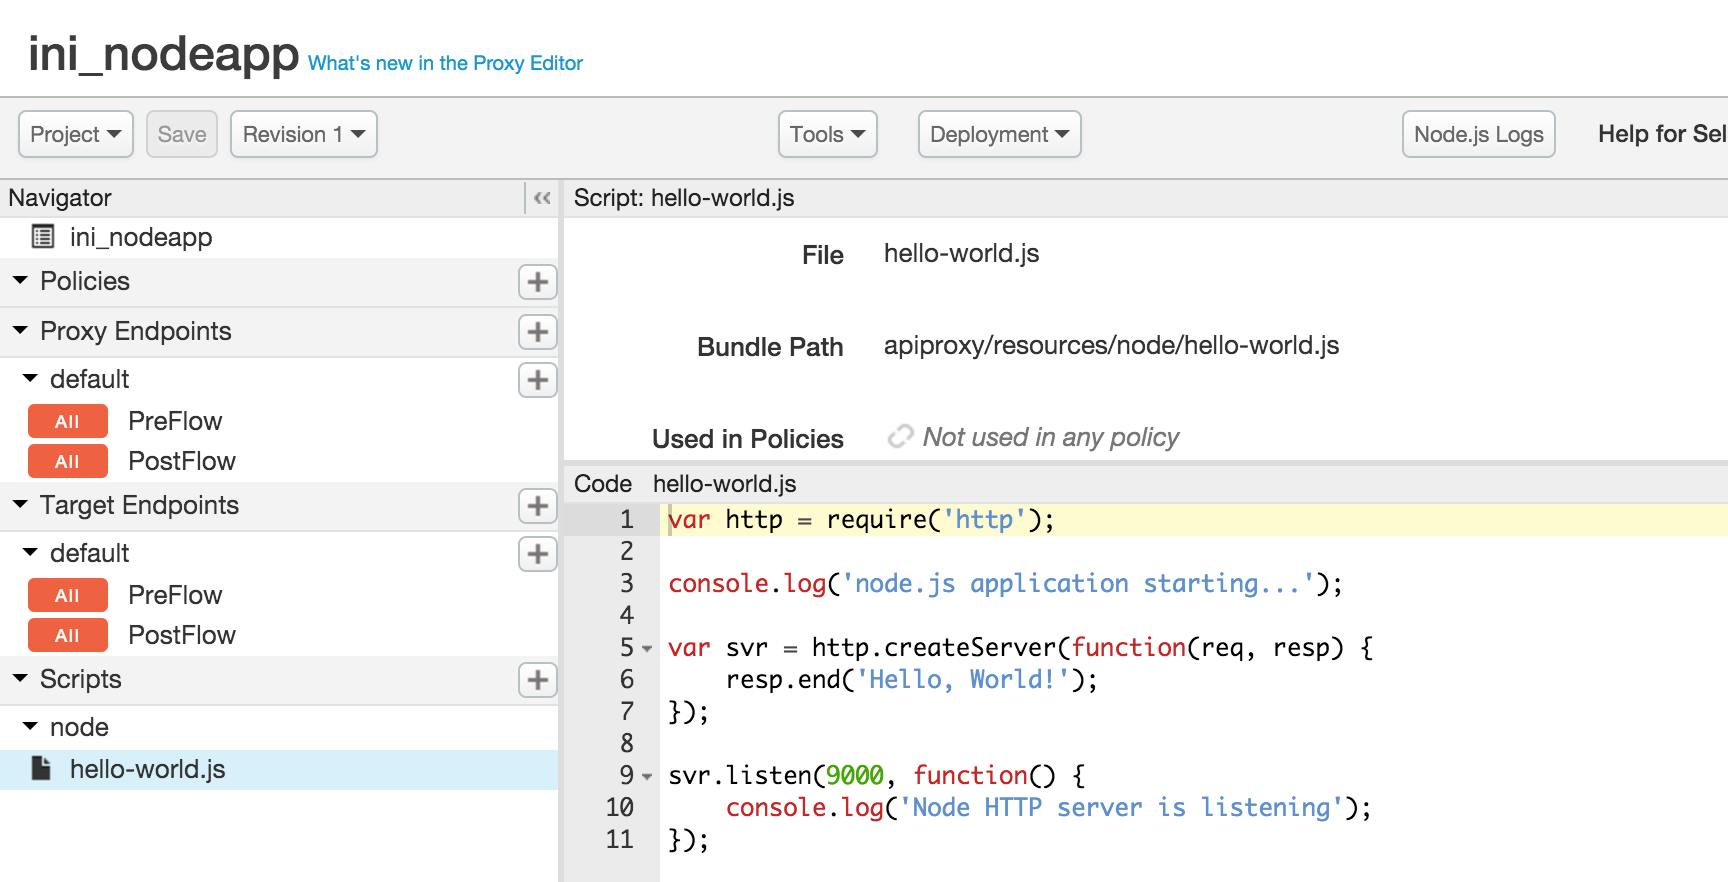 ini_nodeapp What's new in the Proxy Editor
Project Save Revision 1 Tools Deployment Node.js Logs Help for Sel
Navigator
ini_nodeapp
Policies
Proxy Endpoints
default
All PreFlow
All PostFlow
Target Endpoints
default
All PreFlow
All PostFlow
Scripts
node
hello-world.js
Script: hello-world.js
File hello-world.js
Bundle Path apiproxy/resources/node/hello-world.js
Used in Policies Not used in any policy
Code hello-world.js
1 var http = require('http');
2
3 console.log('node.js application starting...');
4
5 var svr = http.createServer(function(req, resp) {
6 resp.end('Hello, World!');
7 });
8
9 svr.listen(9000, function() {
10 console.log('Node HTTP server is listening');
11 });